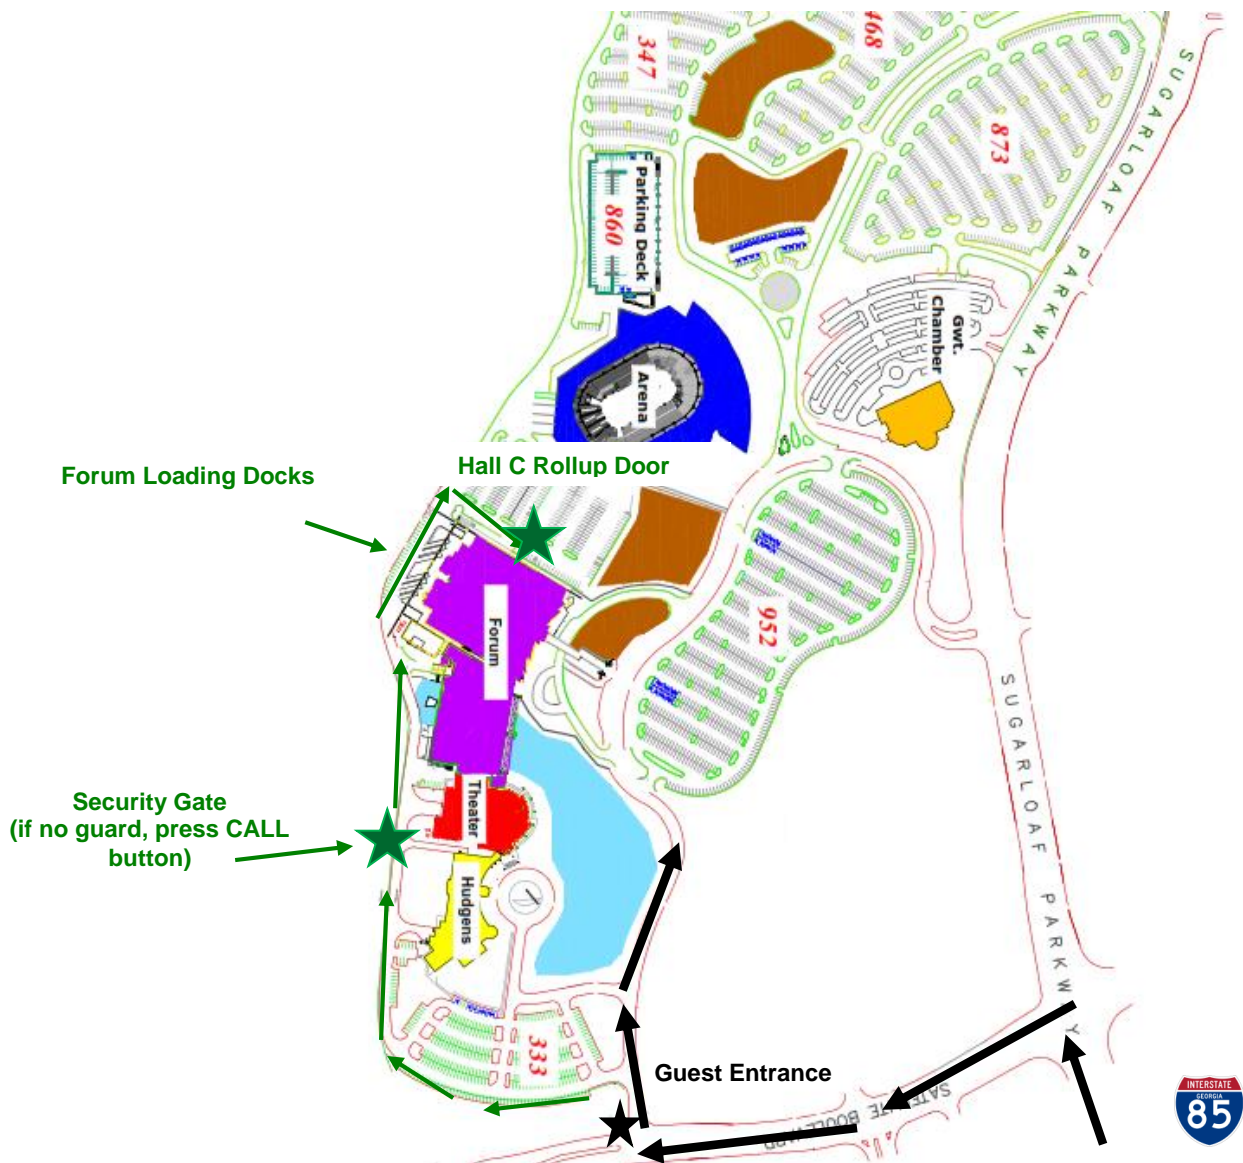 347
468
SUGARLOAF PARKWAY
873
Parking Deck
860
Gwt.
Chamber
Arena
Forum Loading Docks
Hall C Rollup Door
952
Forum
SUGARLOAF PARKWAY
Security Gate
(if no guard, press CALL
button)
Theater
Hudgens
333
Guest Entrance
SATELLITE BOULEVARD
INTERSTATE
GEORGIA
85